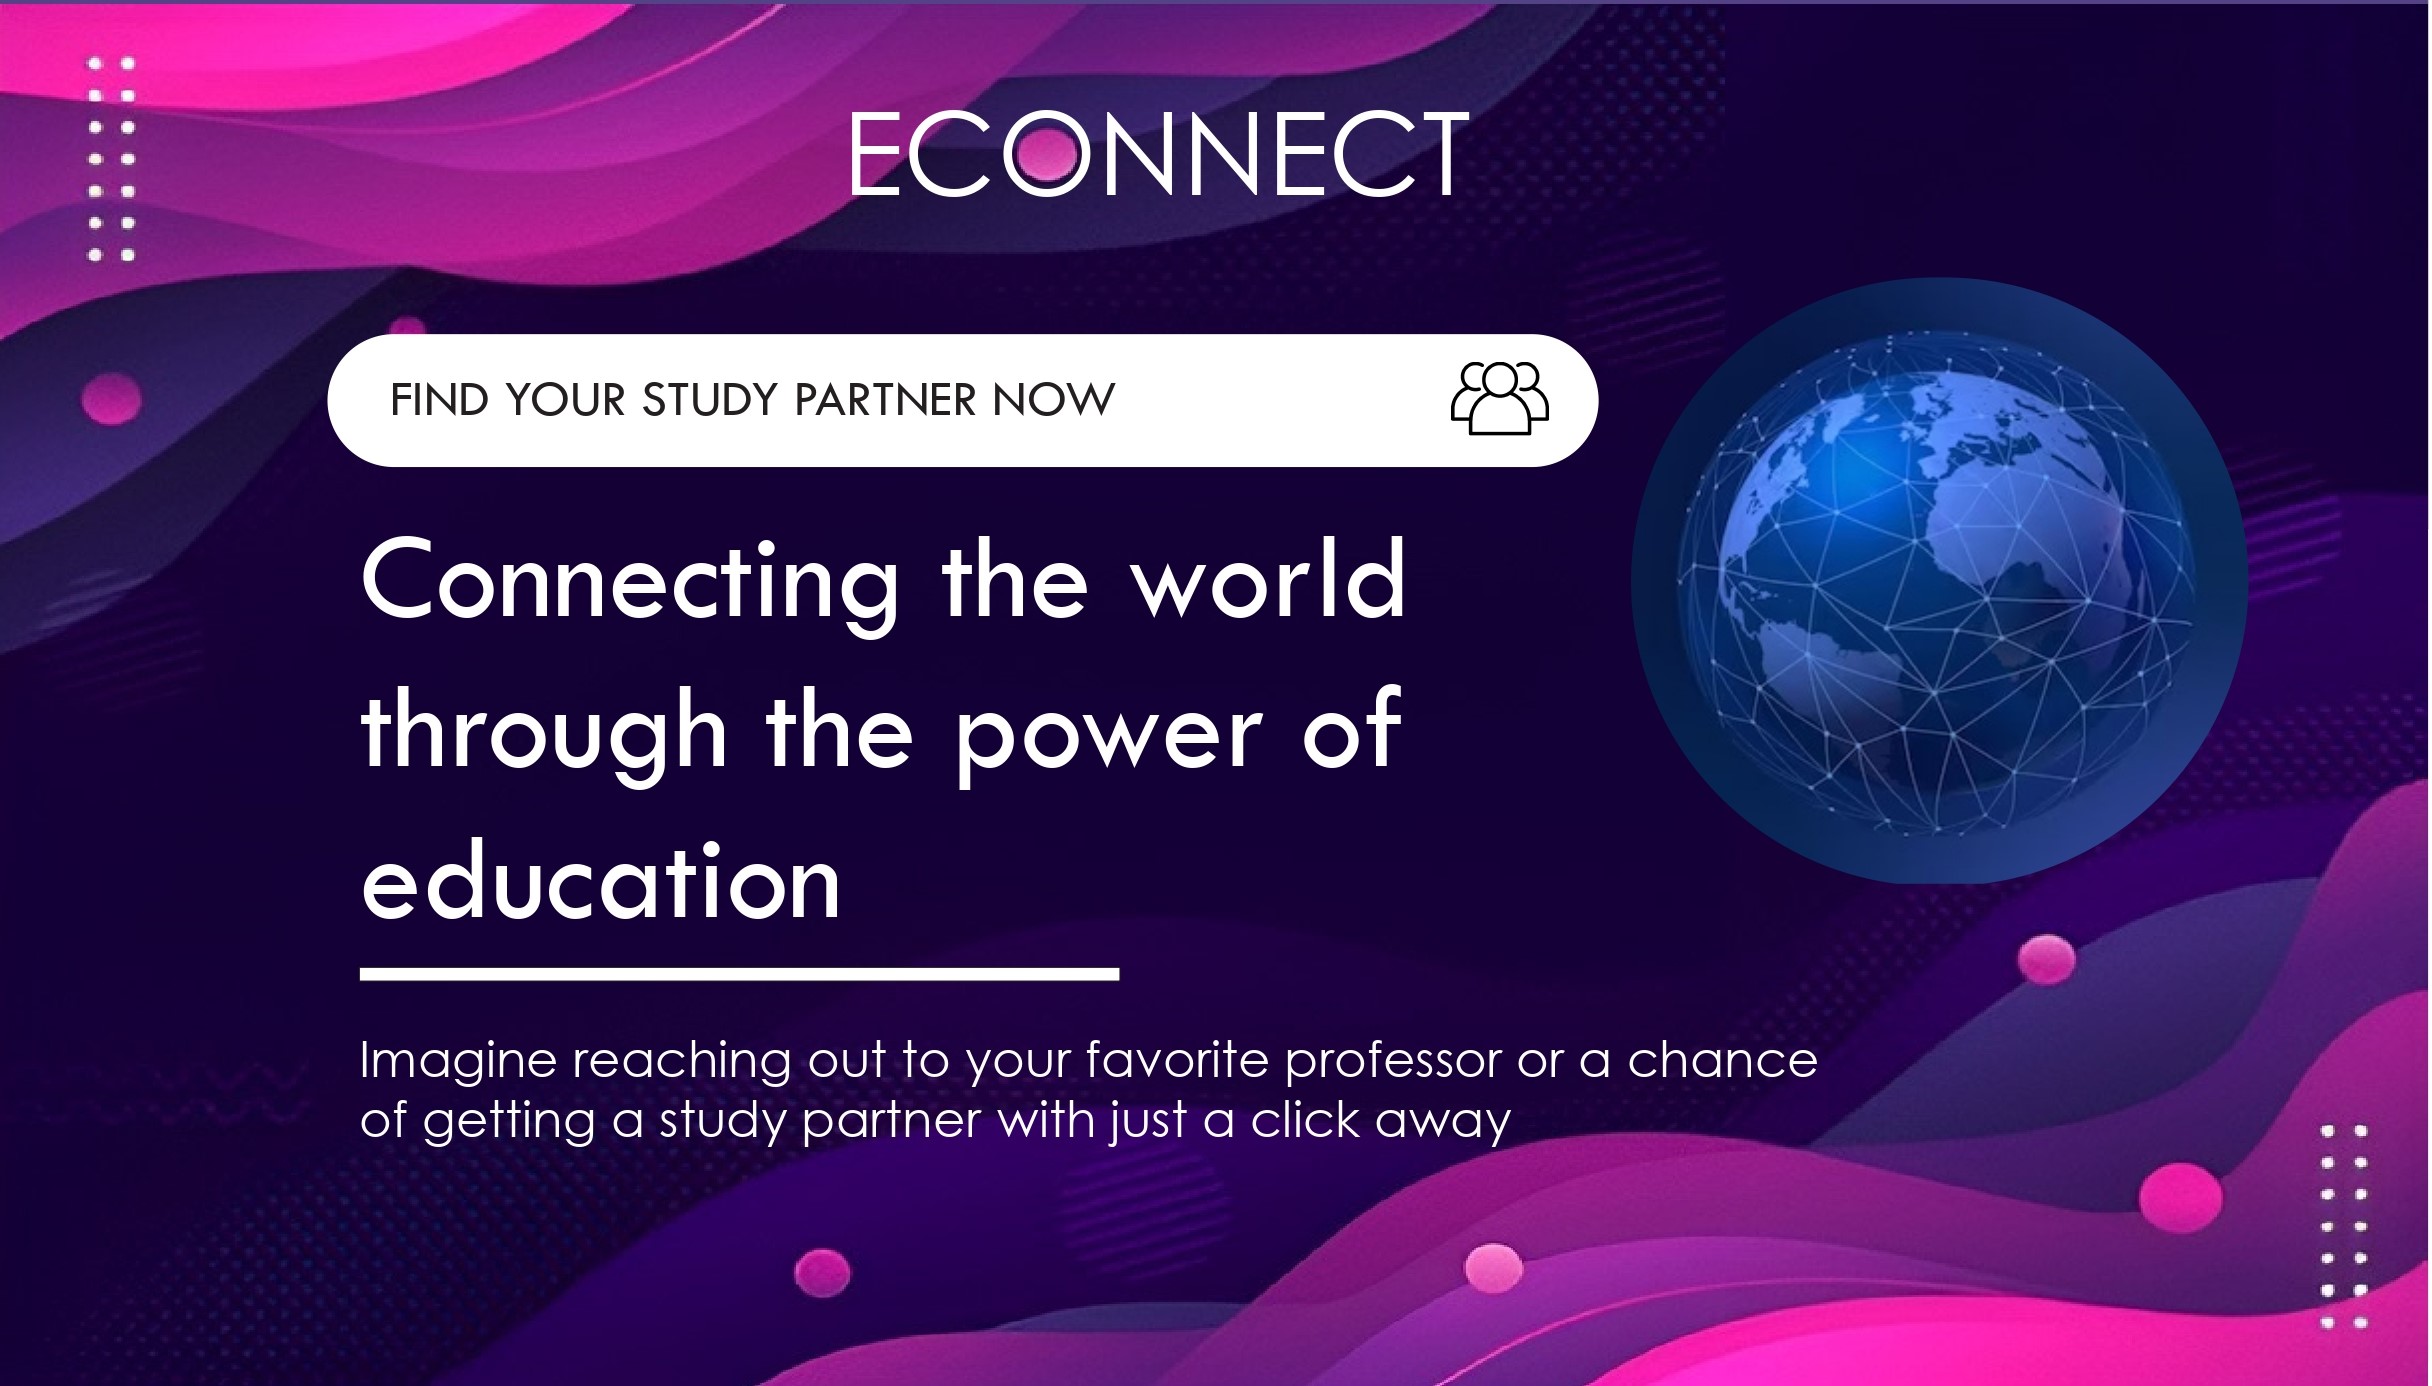 ECONNECT
FIND YOUR STUDY PARTNER NOW
Connecting the world
through the power of
education
Imagine reaching out to your favorite professor or a chance
of getting a study partner with just a click away